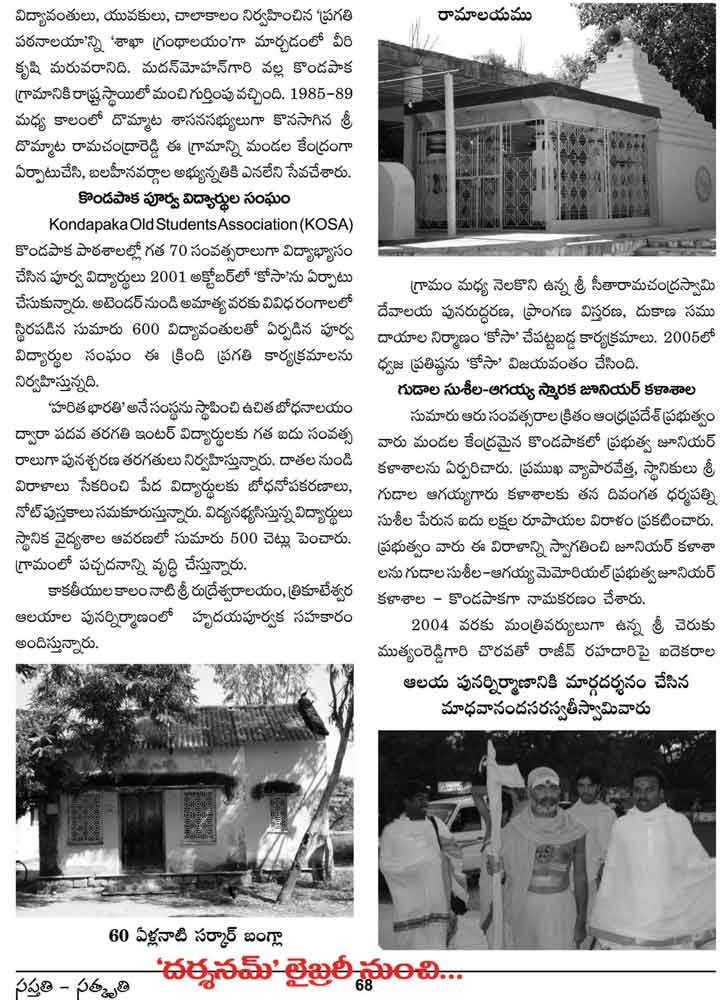 విద్యావంతులు, యువకులు, చాలాకాలం నిర్వహించిన ‘ప్రగతి
పఠనాలయా’న్ని ‘శాఖా గ్రంథాలయం’గా మార్చడంలో వీరి
కృషి మరువరానిది. మదన్‌మోహన్‌గారి వల్ల కొండపాక
గ్రామానికి రాష్ట్రస్థాయిలో మంచి గుర్తింపు వచ్చింది. 1985–89
మధ్య కాలంలో దొమ్మాట శాసనసభ్యులుగా కొనసాగిన శ్రీ
దొమ్మాట రామచంద్రారెడ్డి ఈ గ్రామాన్ని మండల కేంద్రంగా
ఏర్పాటుచేసి, బలహీనవర్గాల అభ్యున్నతికి ఎనలేని సేవచేశారు.
కొండపాక పూర్వ విద్యార్థుల సంఘం
Kondapaka Old Students Association (KOSA)
కొండపాక పాఠశాలల్లో గత 70 సంవత్సరాలుగా విద్యాభ్యాసం
చేసిన పూర్వ విద్యార్థులు 2001 అక్టోబర్‌లో ‘కోసా’ను ఏర్పాటు
చేసుకున్నారు. అటెండర్ నుండి అమాత్య వరకు వివిధ రంగాలలో
స్థిరపడిన సుమారు 600 విద్యావంతులతో ఏర్పడిన పూర్వ
విద్యార్థుల సంఘం ఈ క్రింది ప్రగతి కార్యక్రమాలను
నిర్వహిస్తున్నది.
‘హరిత భారతి’ అనే సంస్థను స్థాపించి ఉచిత బోధనాలయం
ద్వారా పదవ తరగతి ఇంటర్ విద్యార్థులకు గత ఐదు సంవత్స
రాలుగా పునశ్చరణ తరగతులు నిర్వహిస్తున్నారు. దాతల నుండి
విరాళాలు సేకరించి పేద విద్యార్థులకు బోధనోపకరణాలు,
నోట్ పుస్తకాలు సమకూరుస్తున్నారు. విద్యనభ్యసిస్తున్న విద్యార్థులు
స్థానిక వైద్యశాల ఆవరణలో సుమారు 500 చెట్లు పెంచారు.
గ్రామంలో పచ్చదనాన్ని వృద్ధి చేస్తున్నారు.
కాకతీయుల కాలం నాటి శ్రీ రుద్రేశ్వరాలయం, త్రికూటేశ్వర
ఆలయాల పునర్నిర్మాణంలో హృదయపూర్వక సహకారం
అందిస్తున్నారు.
60 ఏళ్లనాటి సర్కార్ బంగ్లా
రామాలయము
గ్రామం మధ్య నెలకొని ఉన్న శ్రీ సీతారామచంద్రస్వామి
దేవాలయ పునరుద్ధరణ, ప్రాంగణ విస్తరణ, దుకాణ సము
దాయాల నిర్మాణం ‘కోసా’ చేపట్టబడ్డ కార్యక్రమాలు. 2005లో
ధ్వజ ప్రతిష్ఠను ‘కోసా’ విజయవంతం చేసింది.
గుడాల సుశీల-ఆగయ్య స్మారక జూనియర్ కళాశాల
సుమారు ఆరు సంవత్సరాల క్రితం ఆంధ్రప్రదేశ్ ప్రభుత్వం
వారు మండల కేంద్రమైన కొండపాకలో ప్రభుత్వ జూనియర్
కళాశాలను ఏర్పరిచారు. ప్రముఖ వ్యాపారవేత్త, స్థానికులు శ్రీ
గుడాల ఆగయ్యగారు కళాశాలకు తన దివంగత ధర్మపత్ని
సుశీల పేరున ఐదు లక్షల రూపాయల విరాళం ప్రకటించారు.
ప్రభుత్వం వారు ఈ విరాళాన్ని స్వాగతించి జూనియర్ కళాశా
లను గుడాల సుశీల-ఆగయ్య మెమోరియల్ ప్రభుత్వ జూనియర్
కళాశాల – కొండపాకగా నామకరణం చేశారు.
2004 వరకు మంత్రివర్యులుగా ఉన్న శ్రీ చెరుకు
ముత్యంరెడ్డిగారి చొరవతో రాజీవ్ రహదారిపై ఐదెకరాల
ఆలయ పునర్నిర్మాణానికి మార్గదర్శనం చేసిన
మాధవానందసరస్వతీస్వామివారు
‘దర్శనమ్’ లైబ్రరీ నుంచి...
సప్తతి – సత్కృతి
68